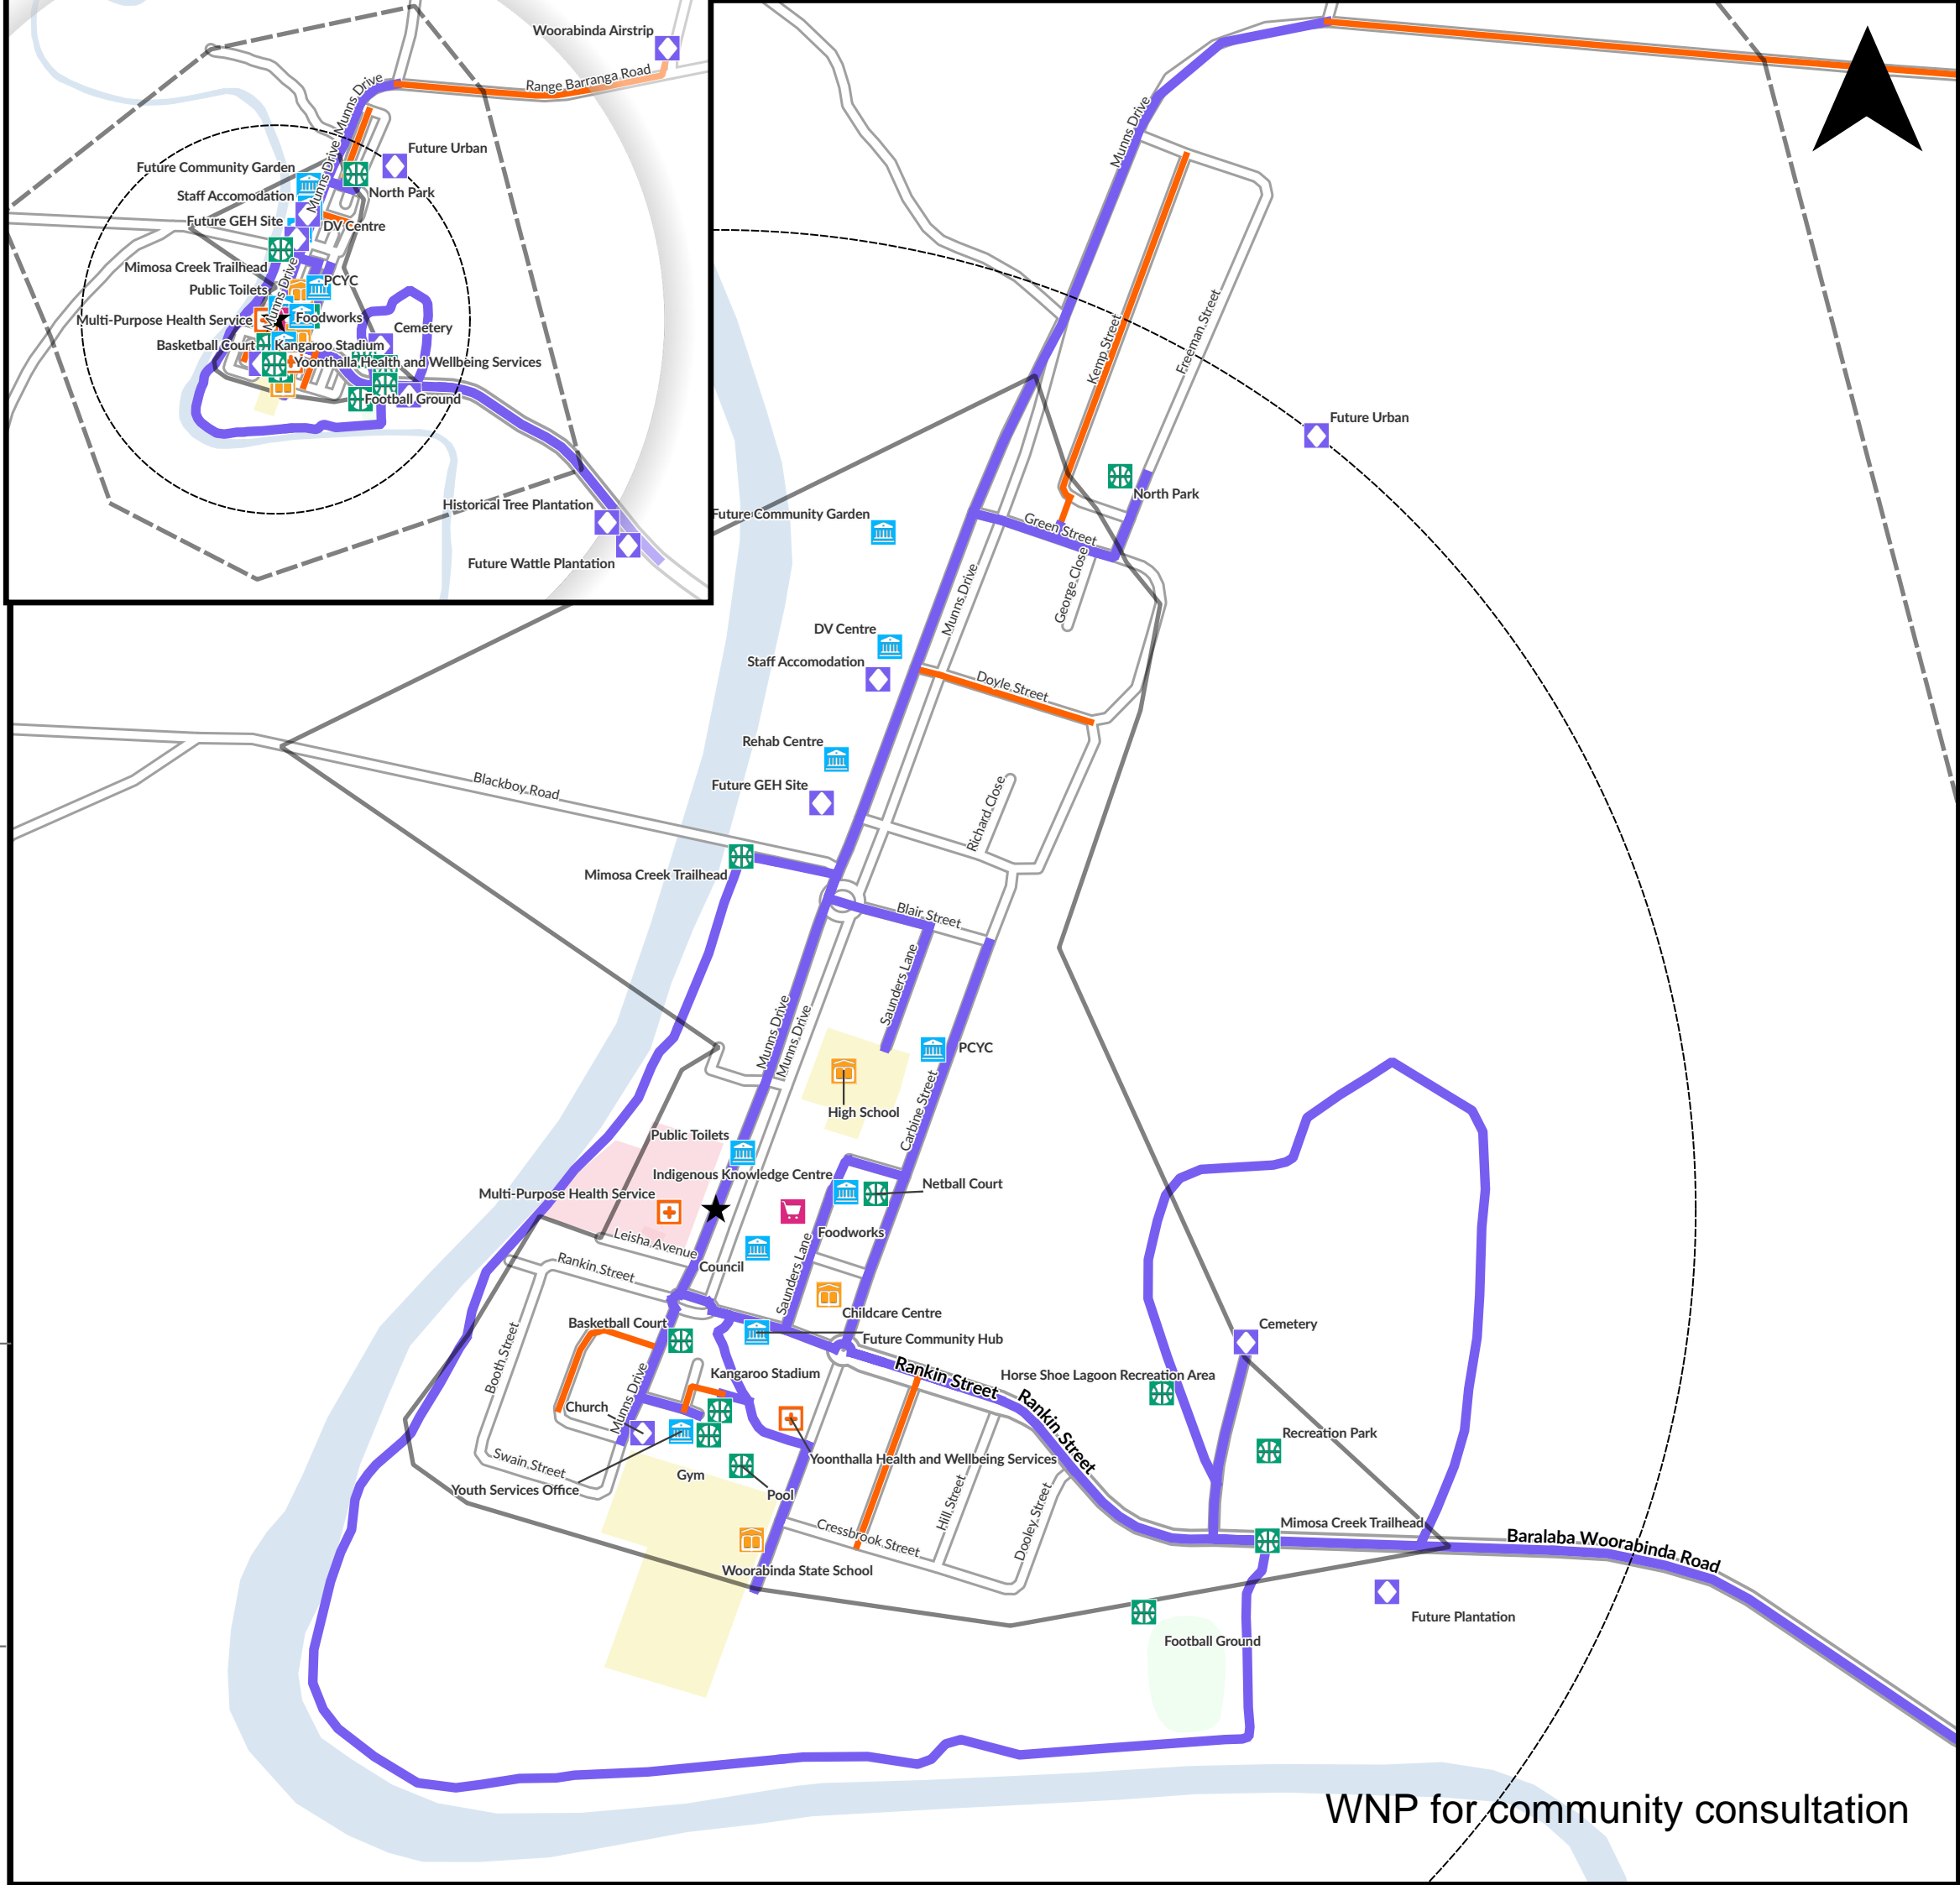 Woorabinda Airstrip
Range Barranga Road
Munns Drive
Munns Drive
Munns Drive
Future Urban
Future Community Garden
North Park
Staff Accomodation
Future GEH Site
DV Centre
Mimosa Creek Trailhead
Munns Drive
PCYC
Public Toilets
Munns Drive
Multi-Purpose Health Service
Foodworks
Cemetery
Basketball Court
Kangaroo Stadium
Yoonthalla Health and Wellbeing Services
Football Ground
Historical Tree Plantation
Future Wattle Plantation
Munns Drive
Kemp Street
Freeman Street
Future Urban
North Park
Future Community Garden
Green Street
George Close
Munns Drive
DV Centre
Staff Accomodation
Doyle Street
Rehab Centre
Future GEH Site
Blackboy Road
Richard Close
Mimosa Creek Trailhead
Blair Street
Saunders Lane
Munns Drive
Munns Drive
PCYC
High School
Carbine Street
Public Toilets
Indigenous Knowledge Centre
Netball Court
Multi-Purpose Health Service
Foodworks
Leisha Avenue
Council
Rankin Street
Saunders Lane
Childcare Centre
Basketball Court
Future Community Hub
Cemetery
Booth Street
Munns Drive
Kangaroo Stadium
Rankin Street
Horse Shoe Lagoon Recreation Area
Rankin Street
Church
Recreation Park
Yoonthalla Health and Wellbeing Services
Swain Street
Gym
Youth Services Office
Pool
Hill Street
Dooley Street
Cressbrook Street
Mimosa Creek Trailhead
Baralaba Woorabinda Road
Woorabinda State School
Future Plantation
Football Ground
WNP for community consultation